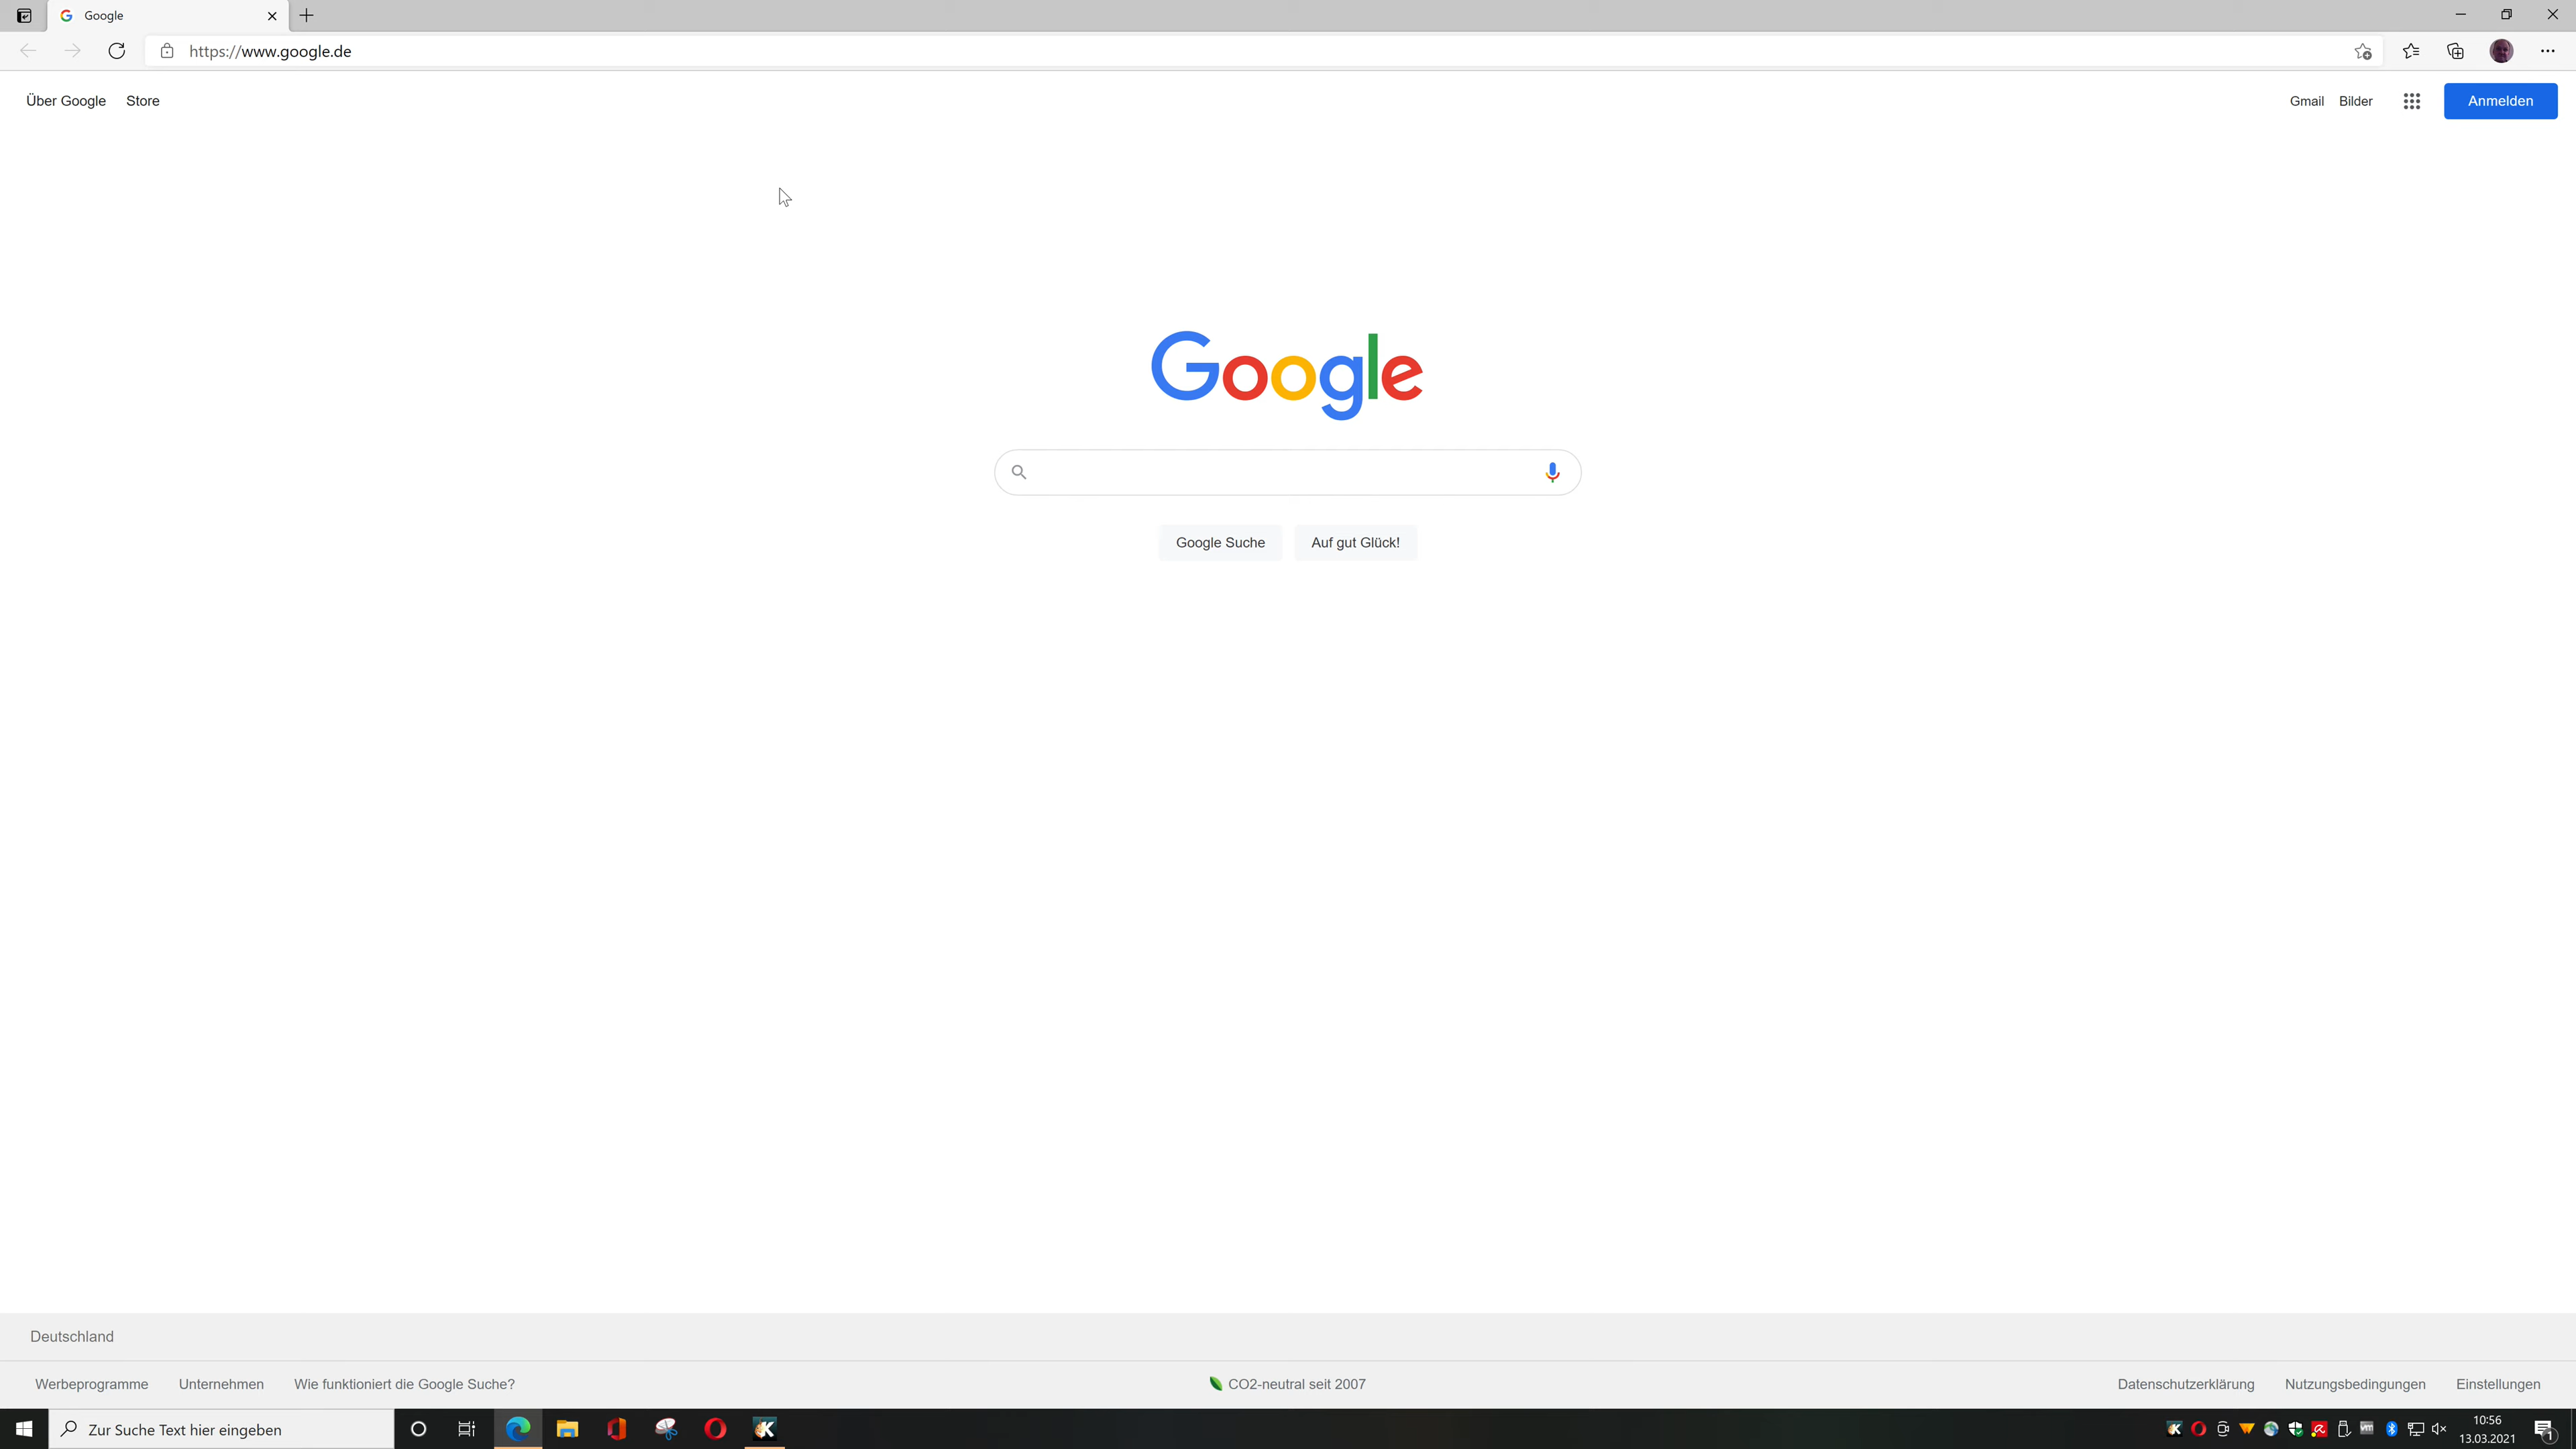 Google
https://www.google.de
Über Google Store
Gmail Bilder Anmelden
Google
Google Suche Auf gut Glück!
Deutschland
Werbeprogramme Unternehmen Wie funktioniert die Google Suche?
CO2-neutral seit 2007
Datenschutzerklärung Nutzungsbedingungen Einstellungen
Zur Suche Text hier eingeben
10:56
13.03.2021
1